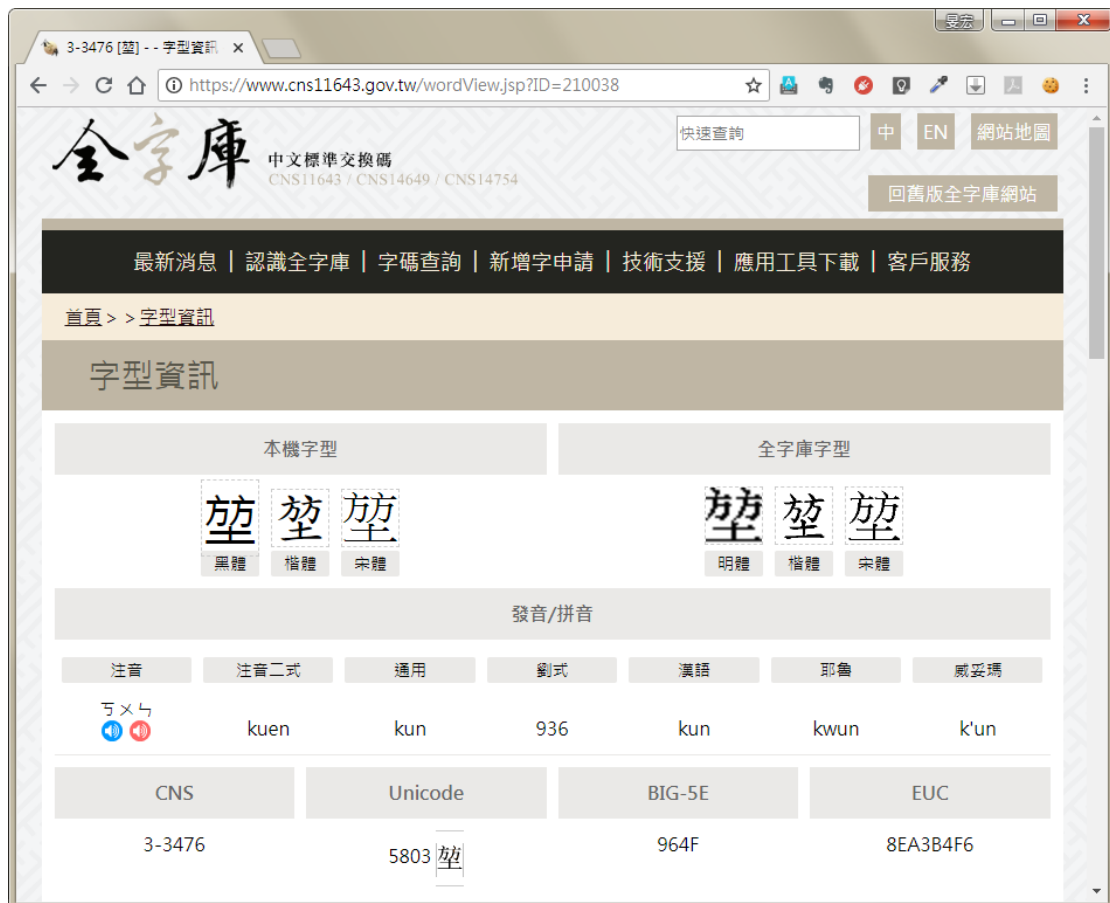 旻宏
3-3476 [堃] - - 字型資訊
https://www.cns11643.gov.tw/wordView.jsp?ID=210038
全字庫
中文標準交換碼
CNS11643 / CNS14649 / CNS14754
快速查詢 中 EN 網站地圖
回舊版全字庫網站
最新消息 | 認識全字庫 | 字碼查詢 | 新增字申請 | 技術支援 | 應用工具下載 | 客戶服務
首頁 > > 字型資訊
字型資訊
本機字型 全字庫字型
堃 堃 堃 堃 堃 堃
黑體 楷體 宋體 明體 楷體 宋體
發音/拼音
注音 注音二式 通用 劉式 漢語 耶魯 威妥瑪
ㄎㄨㄣ kuen kun 936 kun kwun k'un
CNS Unicode BIG-5E EUC
3-3476 5803 堃 964F 8EA3B4F6